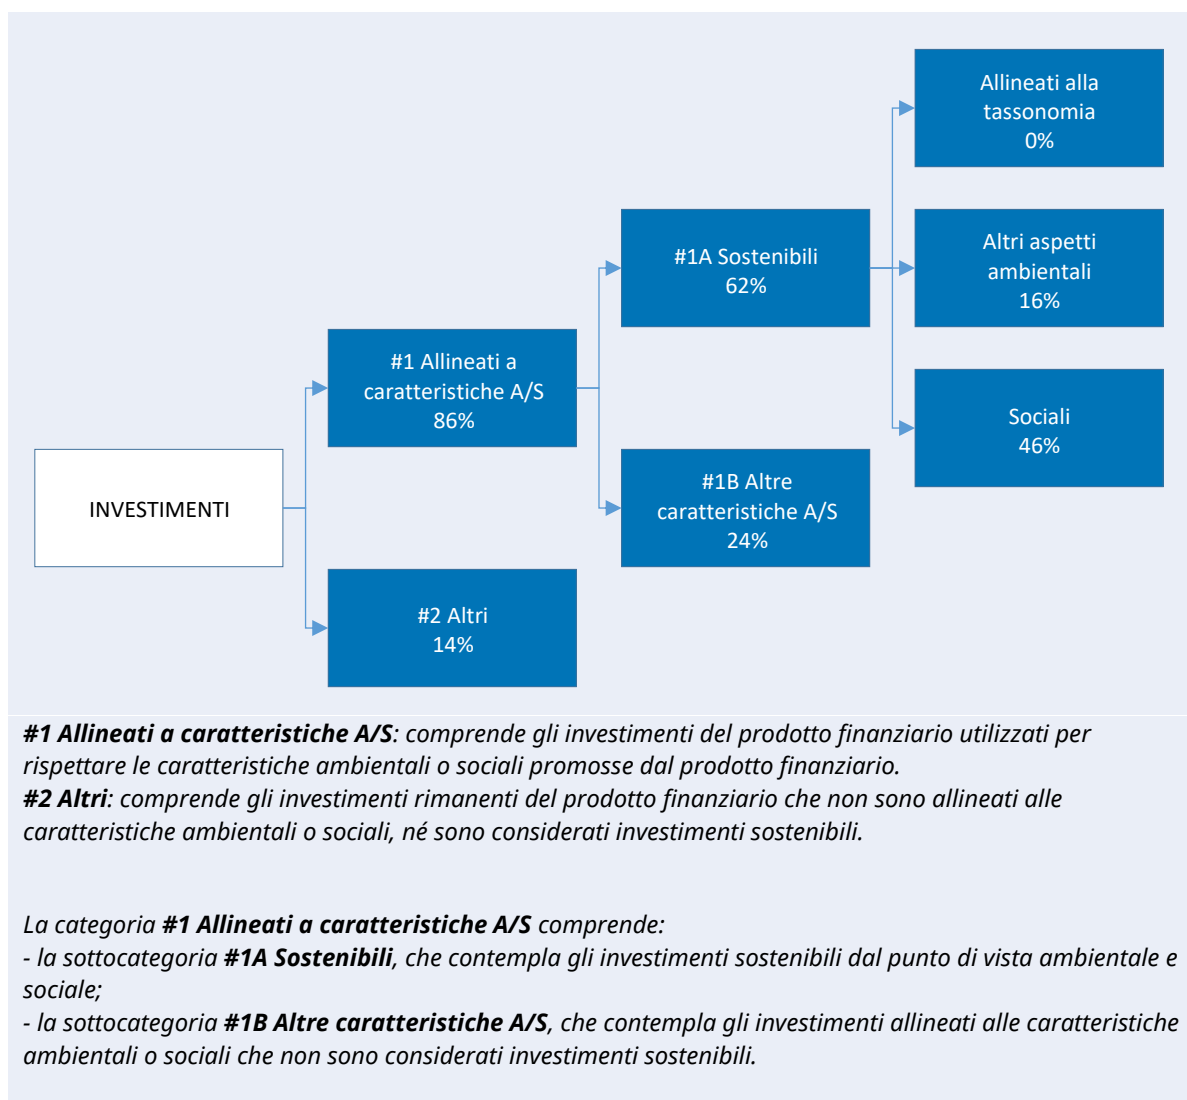 Allineati alla
tassonomia
0%
#1A Sostenibili
62%
Altri aspetti
ambientali
16%
#1 Allineati a
caratteristiche A/S
86%
Sociali
46%
INVESTIMENTI
#1B Altre
caratteristiche A/S
24%
#2 Altri
14%
#1 Allineati a caratteristiche A/S: comprende gli investimenti del prodotto finanziario utilizzati per
rispettare le caratteristiche ambientali o sociali promosse dal prodotto finanziario.
#2 Altri: comprende gli investimenti rimanenti del prodotto finanziario che non sono allineati alle
caratteristiche ambientali o sociali, né sono considerati investimenti sostenibili.
La categoria #1 Allineati a caratteristiche A/S comprende:
- la sottocategoria #1A Sostenibili, che contempla gli investimenti sostenibili dal punto di vista ambientale e
sociale;
- la sottocategoria #1B Altre caratteristiche A/S, che contempla gli investimenti allineati alle caratteristiche
ambientali o sociali che non sono considerati investimenti sostenibili.